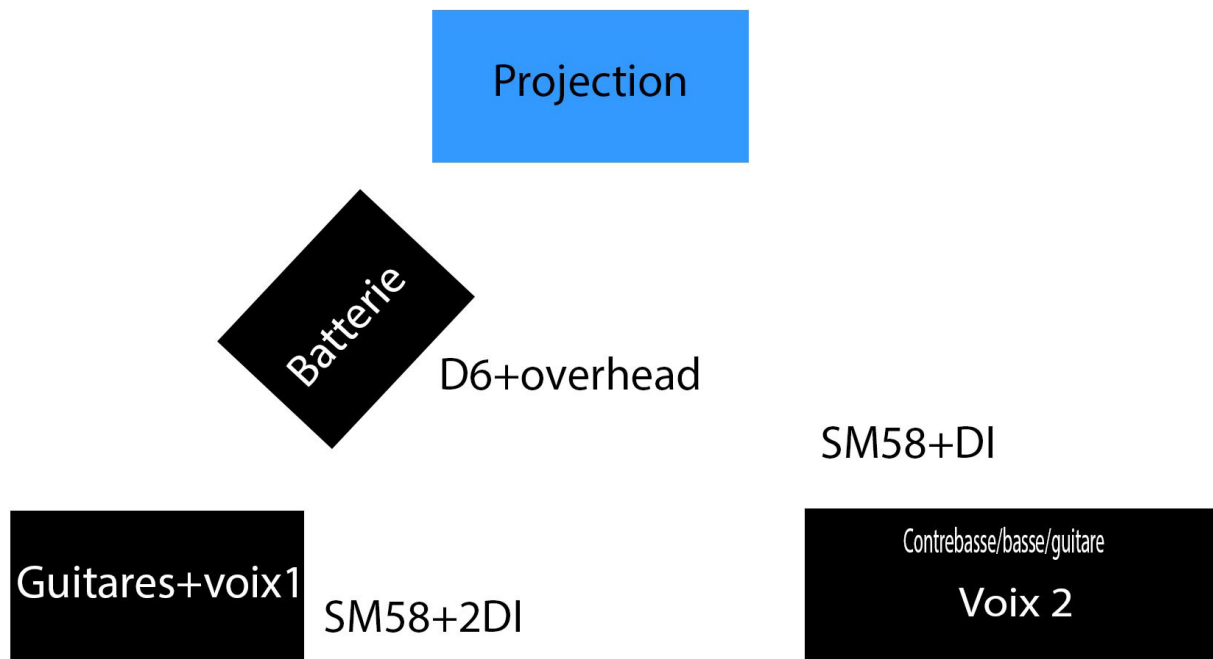 Projection
Batterie
D6+overhead
SM58+DI
Contrebasse/basse/guitare
Voix 2
Guitares+voix1
SM58+2DI